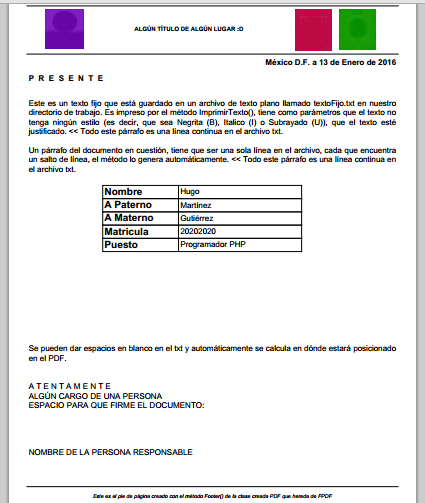 ALGÚN TÍTULO DE ALGÚN LUGAR :D
México D.F. a 13 de Enero de 2016
P R E S E N T E
Este es un texto fijo que está guardado en un archivo de texto plano llamado textoFijo.txt en nuestro
directorio de trabajo. Es impreso por el método ImprimirTexto(), tiene como parámetros que el texto no
tenga ningún estilo (es decir, que sea Negrita (B), Italico (I) o Subrayado (U)), que el texto esté
justificado. << Todo este párrafo es una línea continua en el archivo txt.
Un párrafo del documento en cuestión, tiene que ser una sola línea en el archivo, cada que encuentra
un salto de línea, el método lo genera automáticamente. << Todo este párrafo es una línea continua en
el archivo txt.
Nombre Hugo
A Paterno Martínez
A Materno Gutiérrez
Matricula 20202020
Puesto Programador PHP
Se pueden dar espacios en blanco en el txt y automáticamente se calcula en dónde estará posicionado
en el PDF.
A T E N T A M E N T E
ALGÚN CARGO DE UNA PERSONA
ESPACIO PARA QUE FIRME EL DOCUMENTO:
NOMBRE DE LA PERSONA RESPONSABLE
Este es el pie de página creado con el método Footer() de la clase creada PDF que hereda de FPDF